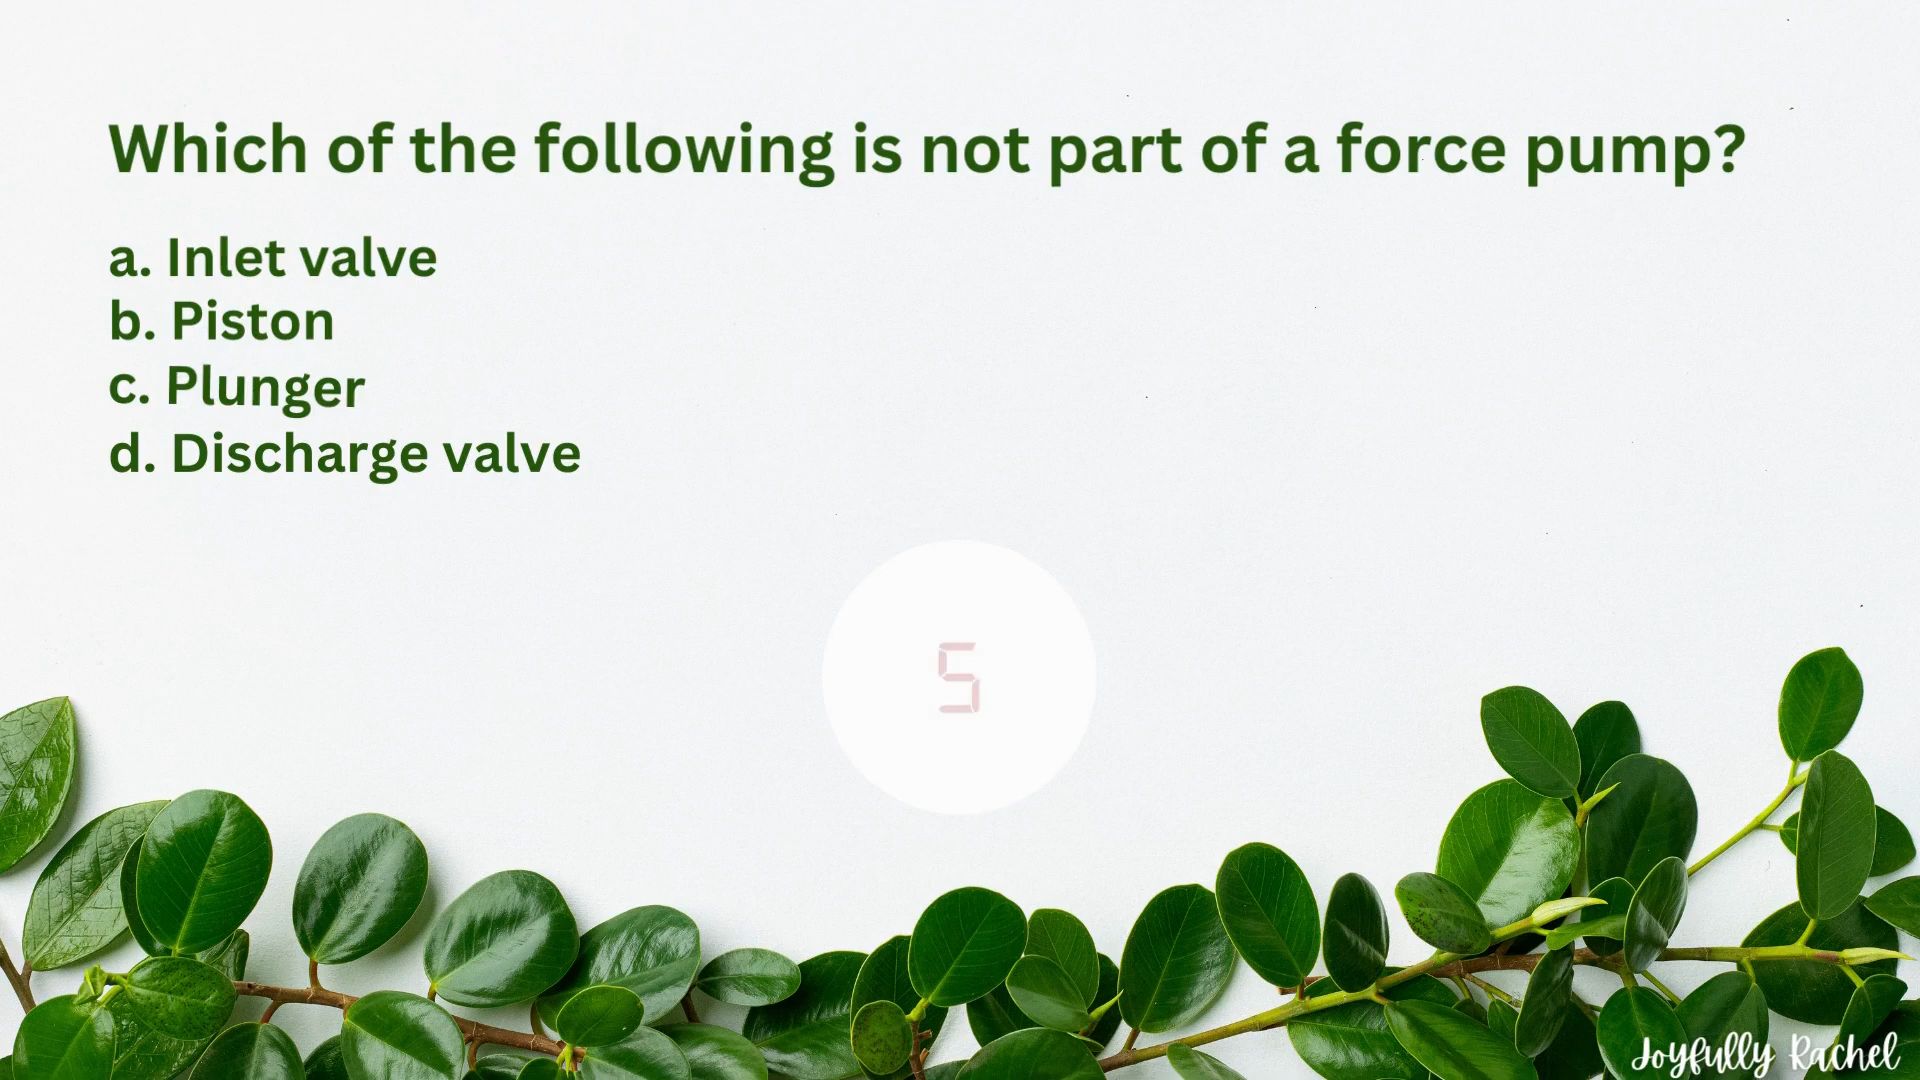 Which of the following is not part of a force pump?
a. Inlet valve
b. Piston
c. Plunger
d. Discharge valve
5
Joyfully Rachel